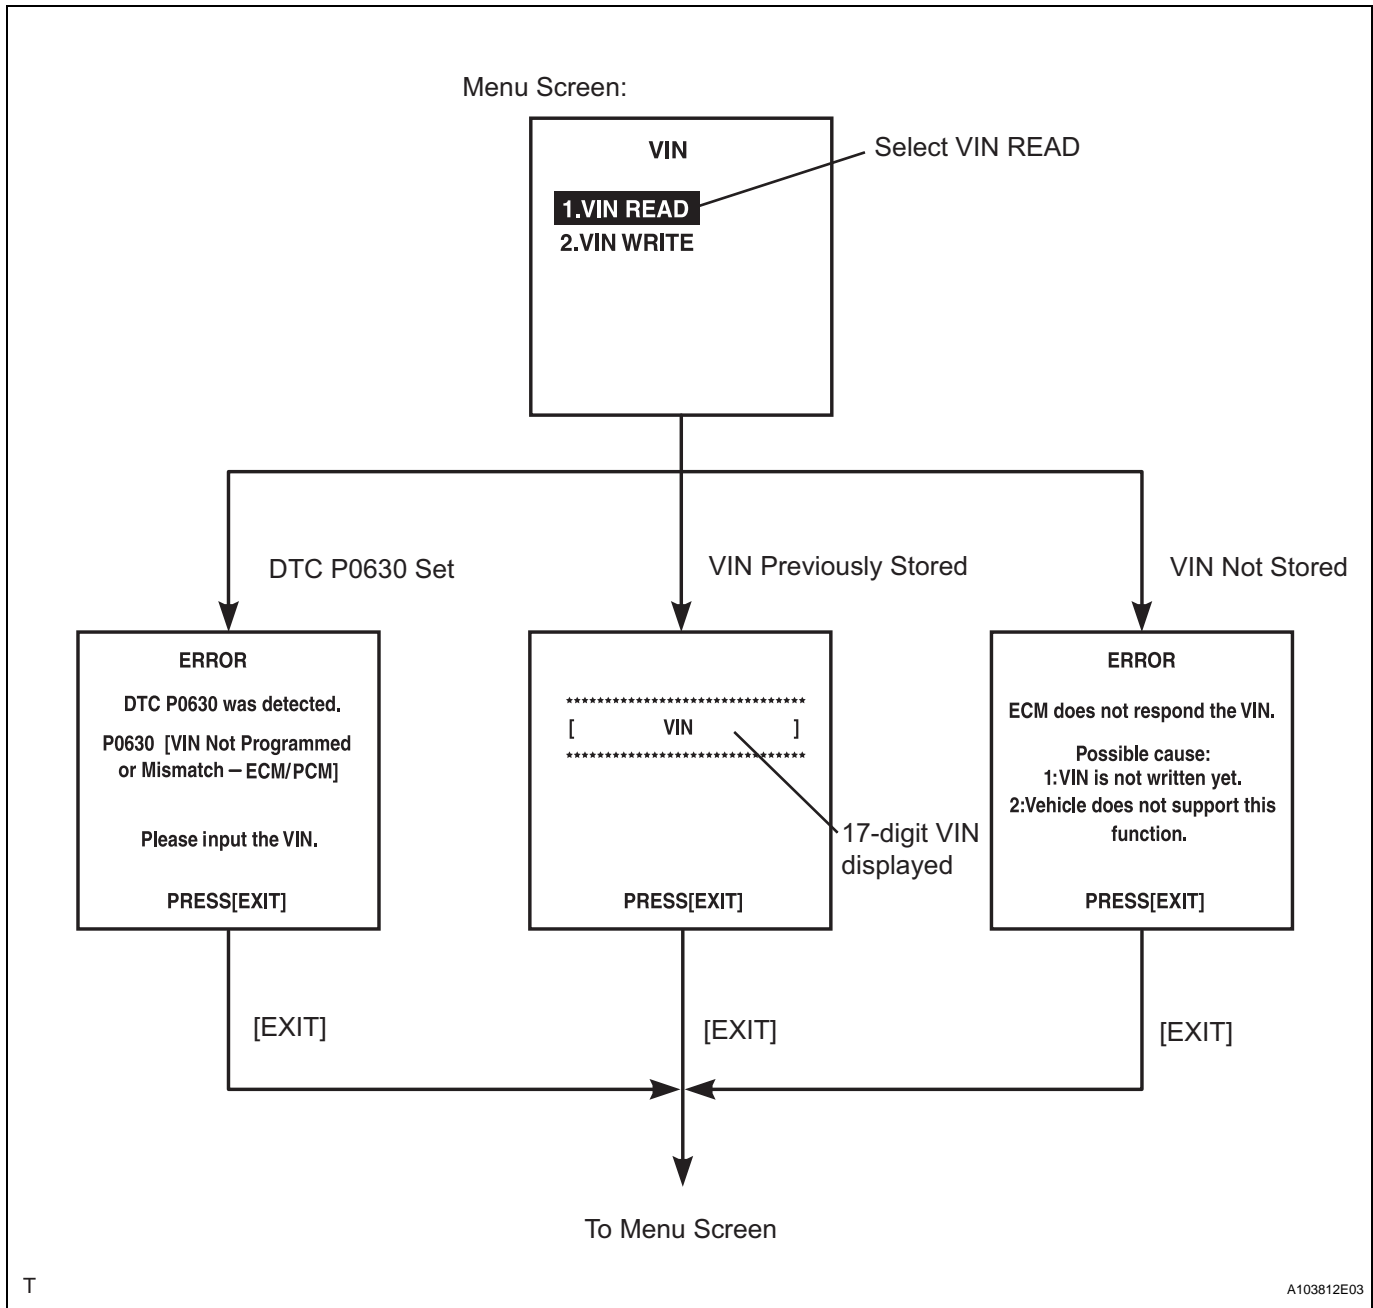 Menu Screen:
VIN
Select VIN READ
1.VIN READ
2.VIN WRITE
DTC P0630 Set
VIN Previously Stored
VIN Not Stored
ERROR
DTC P0630 was detected.
P0630 [VIN Not Programmed
or Mismatch – ECM/PCM]
Please input the VIN.
PRESS[EXIT]
*******************************
[ VIN ]
*******************************
17-digit VIN
displayed
PRESS[EXIT]
ERROR
ECM does not respond the VIN.
Possible cause:
1:VIN is not written yet.
2:Vehicle does not support this
function.
PRESS[EXIT]
[EXIT]
[EXIT]
[EXIT]
To Menu Screen
T
A103812E03